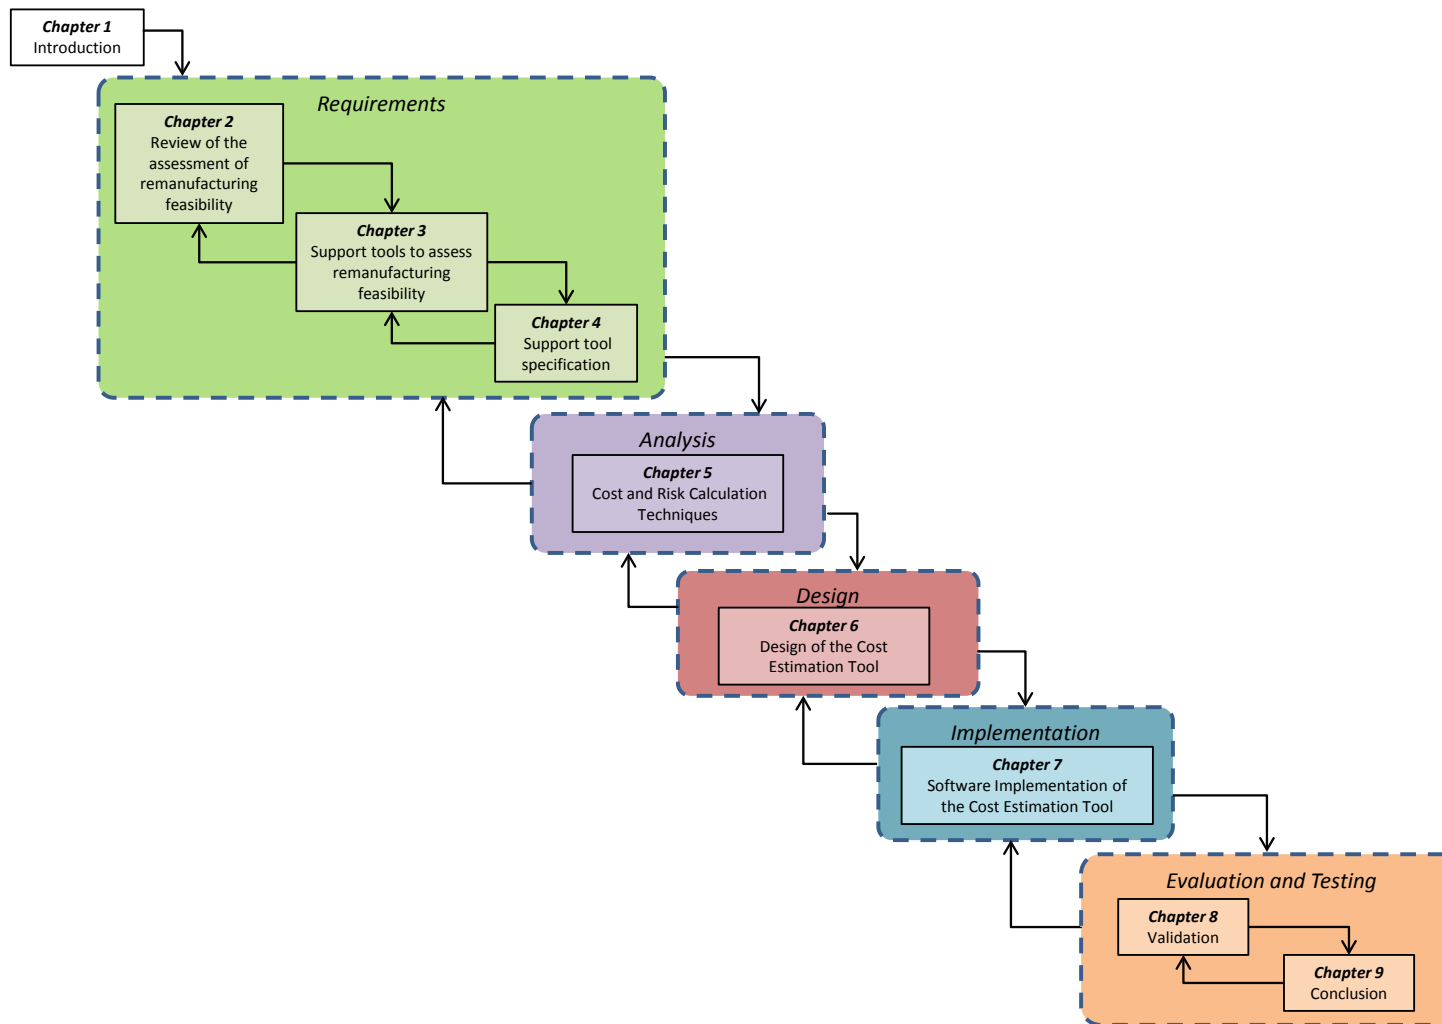 Chapter 1
Introduction
Requirements
Chapter 2
Review of the
assessment of
remanufacturing
feasibility
Chapter 3
Support tools to assess
remanufacturing
feasibility
Chapter 4
Support tool
specification
Analysis
Chapter 5
Cost and Risk Calculation
Techniques
Design
Chapter 6
Design of the Cost
Estimation Tool
Implementation
Chapter 7
Software Implementation of
the Cost Estimation Tool
Evaluation and Testing
Chapter 8
Validation
Chapter 9
Conclusion